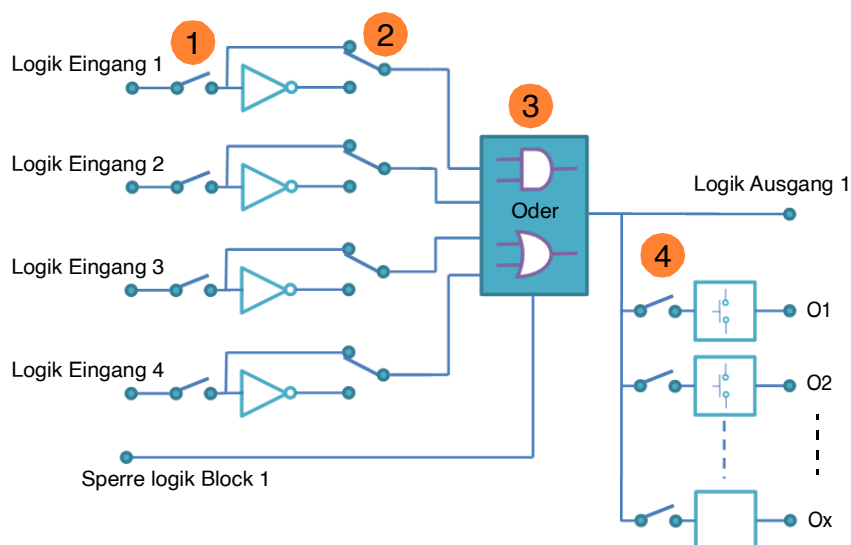 1
2
Logik Eingang 1
3
Logik Eingang 2
Oder
Logik Ausgang 1
Logik Eingang 3
4
O1
Logik Eingang 4
O2
Sperre logik Block 1
Ox